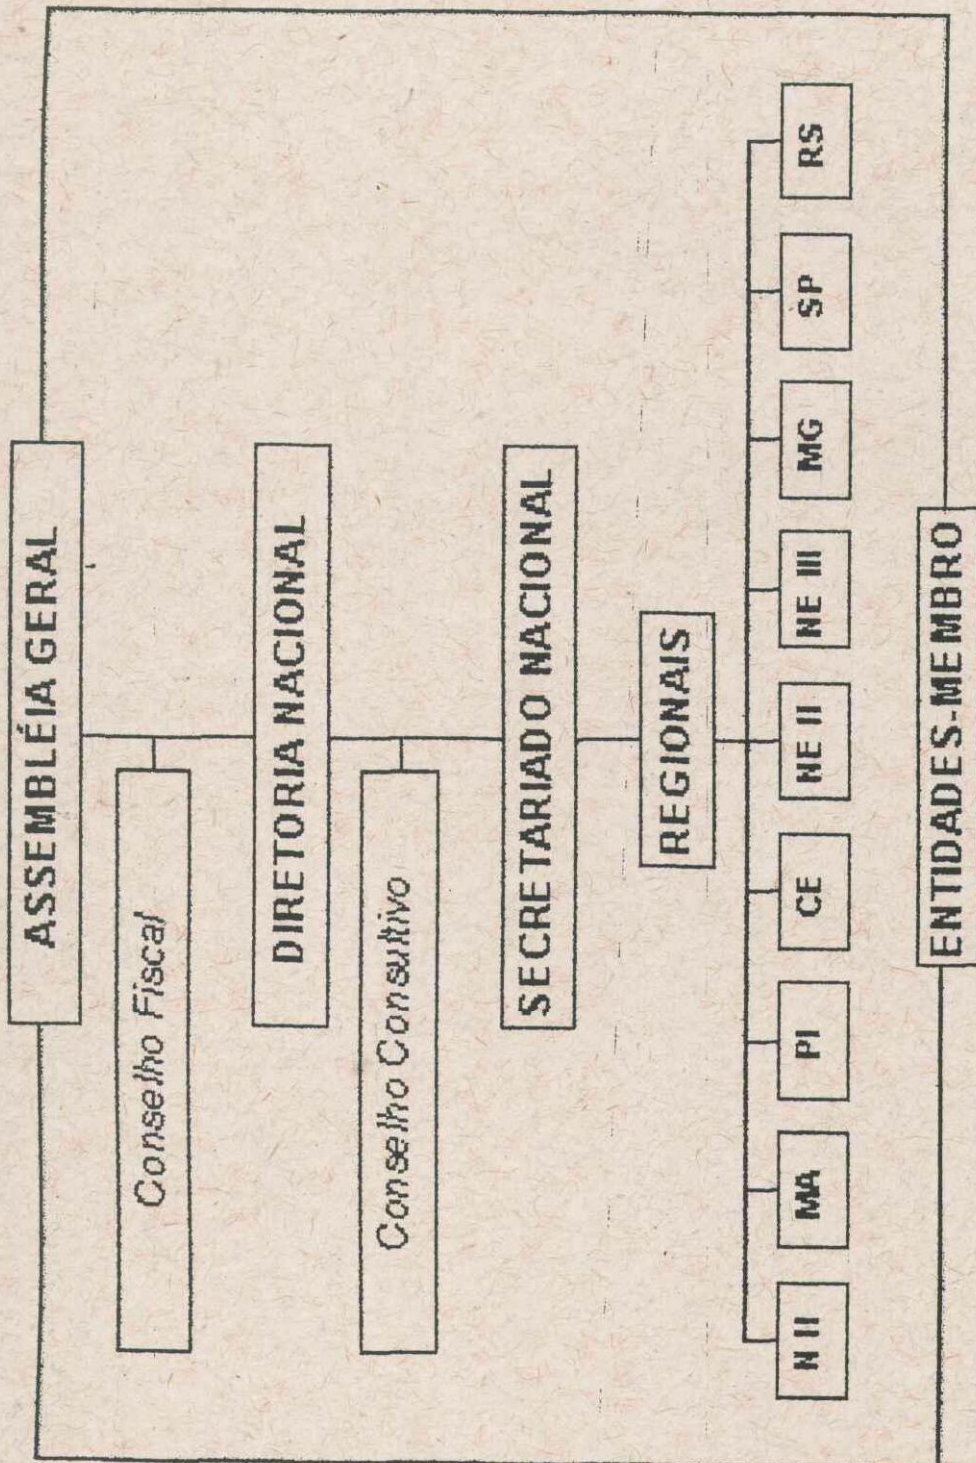 ASSEMBLÉIA GERAL
Conselho Fiscal
DIRETORIA NACIONAL
Conselho Consultivo
SECRETARIADO NACIONAL
REGIONAIS
N II
MA
PI
CE
NE II
NE III
MG
SP
RS
ENTIDADES-MEMBRO